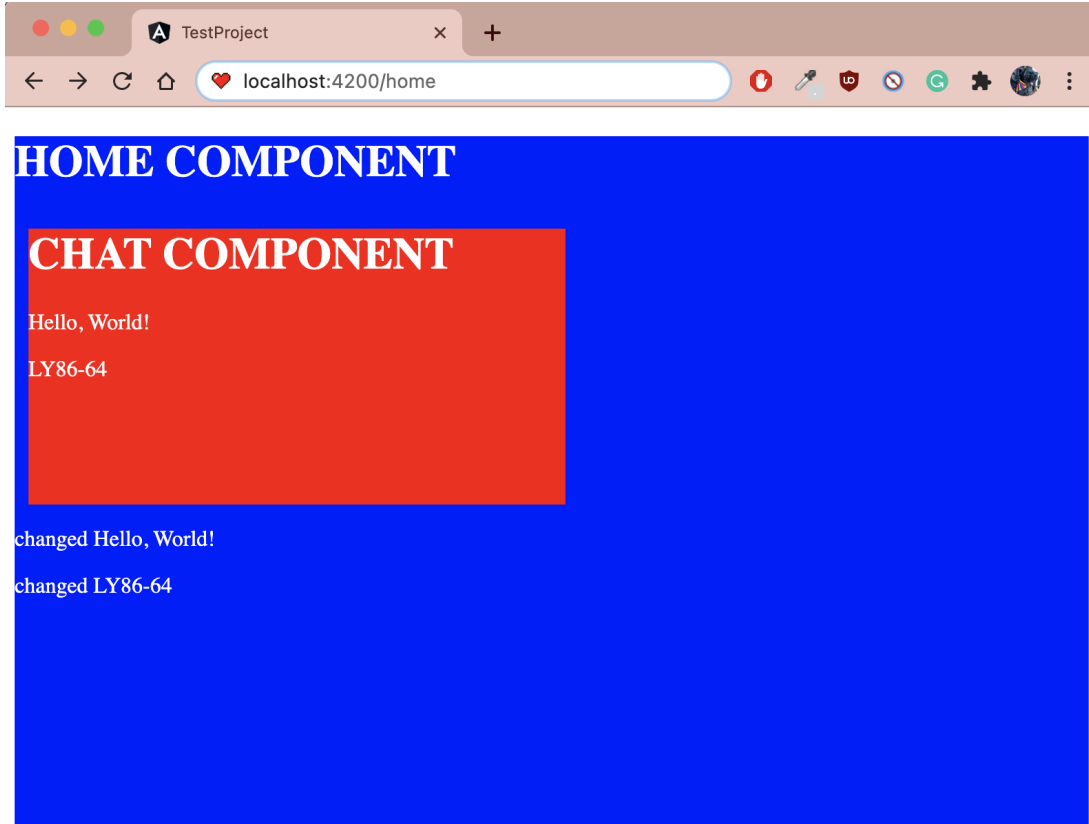 TestProject
localhost:4200/home
HOME COMPONENT
CHAT COMPONENT
Hello, World!
LY86-64
changed Hello, World!
changed LY86-64